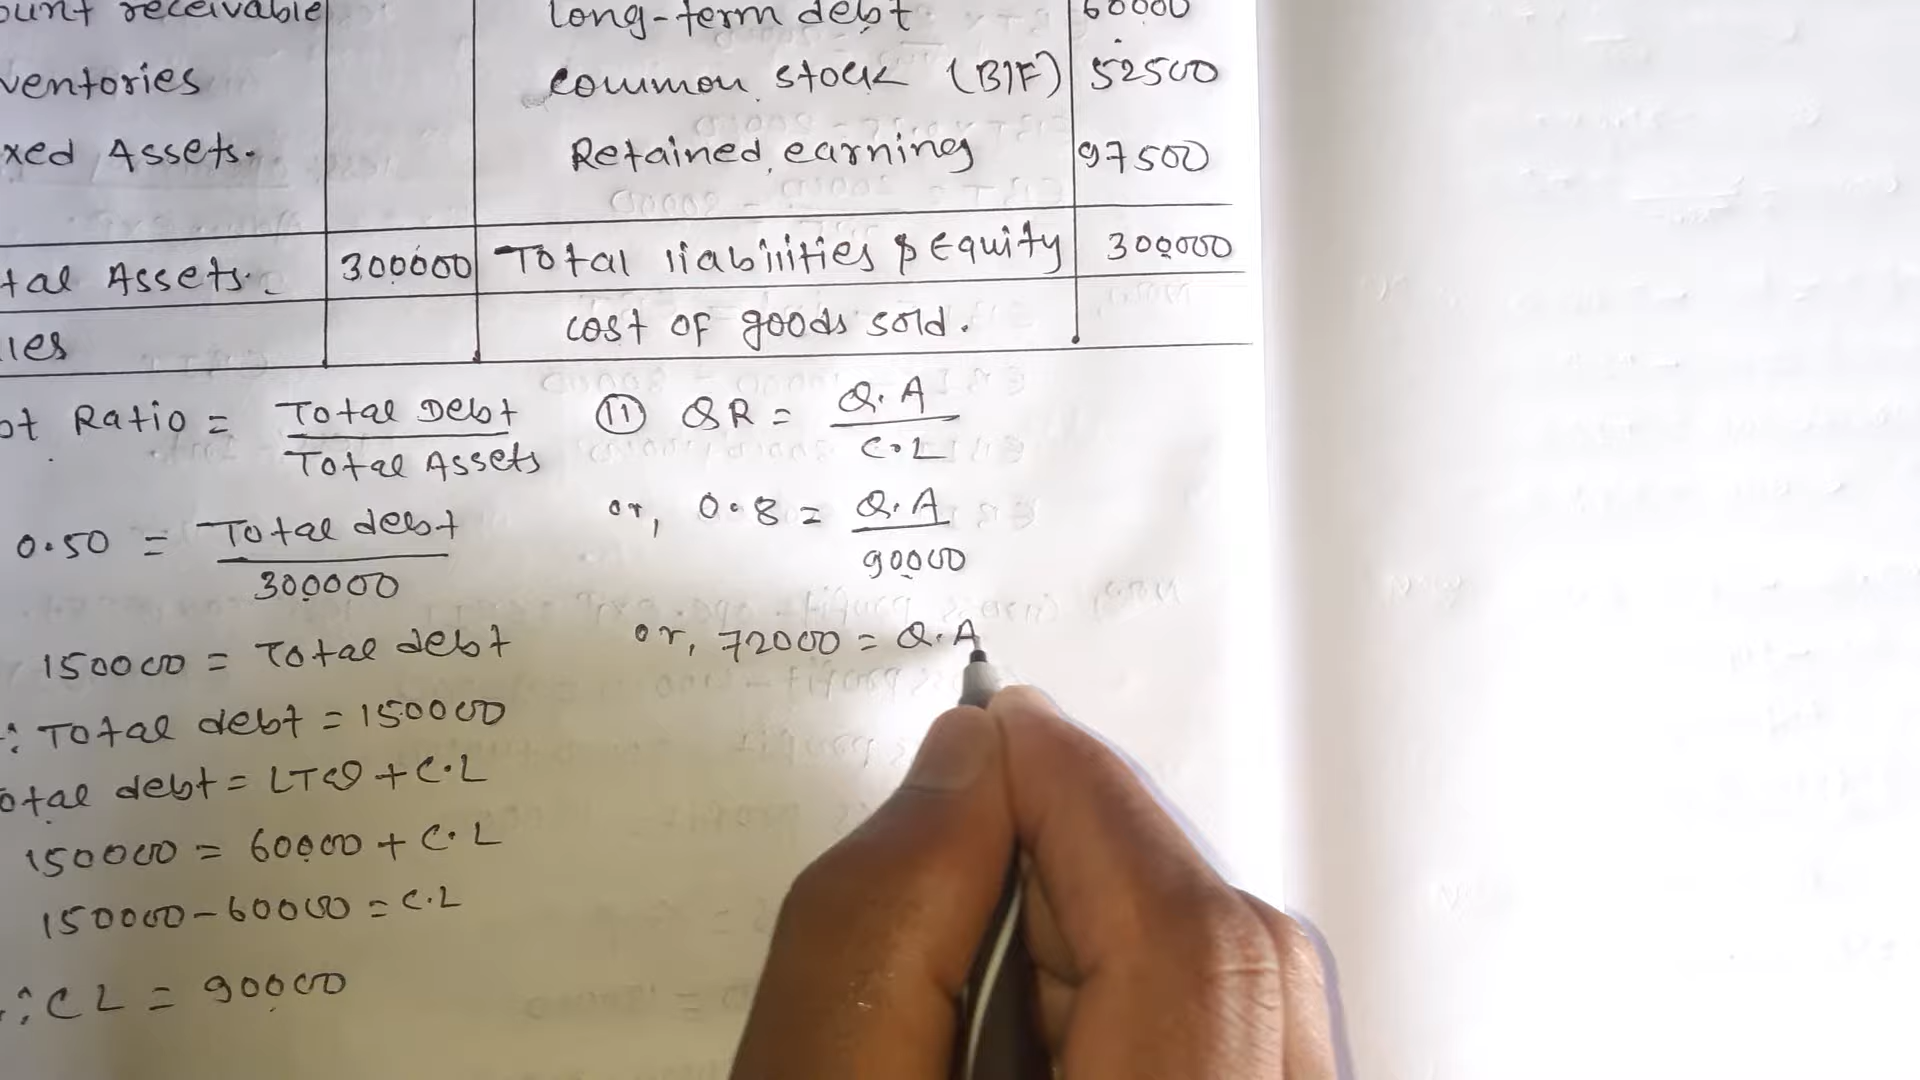 ount receivable long-term debt 60000
ventories common stock (B/F) 52500
xed Assets. Retained earning 97500
tal Assets. 300000 Total liabilities & Equity 300000
les cost of goods sold.
ot Ratio = Total Debt / Total Assets
0.50 = Total debt / 300000
150000 = Total debt
∴ Total debt = 150000
otal debt = LTD + C.L
150000 = 60000 + C.L
150000 - 60000 = C.L
∴ CL = 90000
(11) QR = Q.A / C.L
or, 0.8 = Q.A / 90000
or, 72000 = Q.A